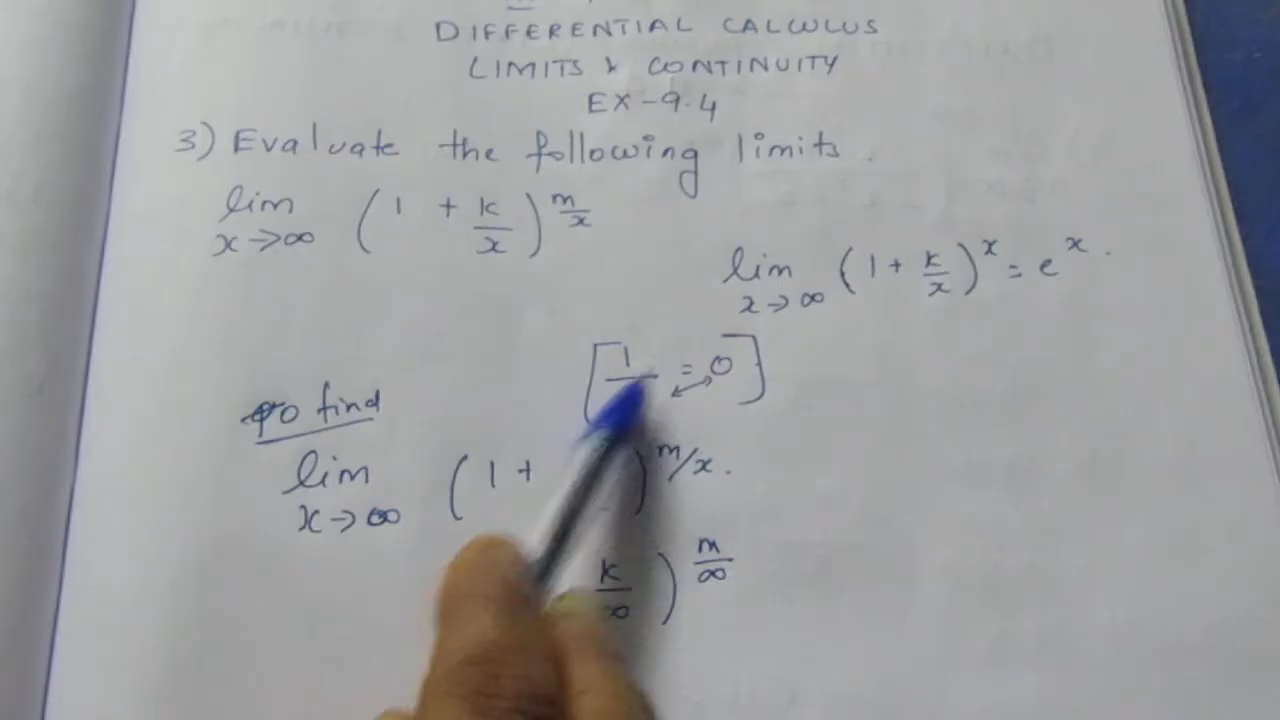 DIFFERENTIAL CALCULUS
LIMITS & CONTINUITY
EX-9.4
3) Evaluate the following limits.
lim x→∞ (1 + k/x)^(m/x)
lim x→∞ (1 + k/x)^x = e^x.
[1/ = 0]
To find
lim x→∞ (1 + )^m/x.
k/∞ )^(m/∞)